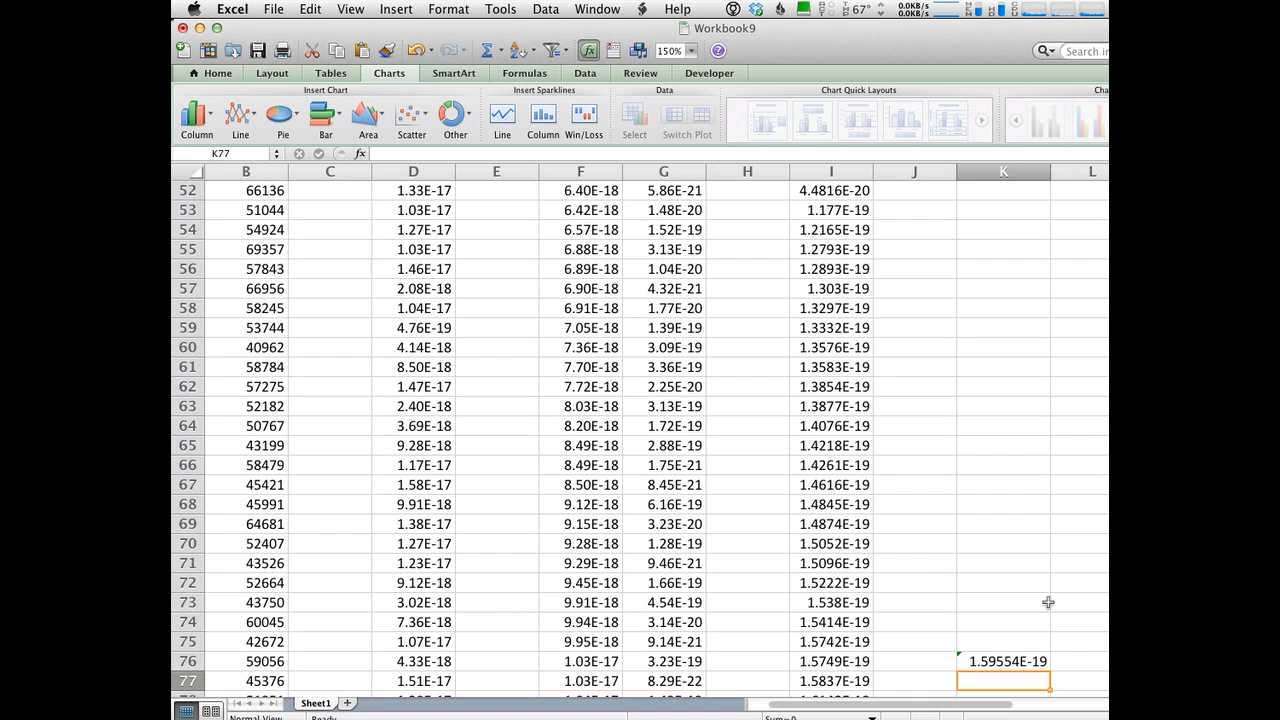 Excel File Edit View Insert Format Tools Data Window Help 67° 0.0KB/s 0.0KB/s
Workbook9
150% Search in
Home Layout Tables Charts SmartArt Formulas Data Review Developer
Insert Chart Insert Sparklines Data Chart Quick Layouts Cha
Column Line Pie Bar Area Scatter Other Line Column Win/Loss Select Switch Plot
K77 fx
B C D E F G H I J K L
52 66136 1.33E-17 6.40E-18 5.86E-21 4.4816E-20
53 51044 1.03E-17 6.42E-18 1.48E-20 1.177E-19
54 54924 1.27E-17 6.57E-18 1.52E-19 1.2165E-19
55 69357 1.03E-17 6.88E-18 3.13E-19 1.2793E-19
56 57843 1.46E-17 6.89E-18 1.04E-20 1.2893E-19
57 66956 2.08E-18 6.90E-18 4.32E-21 1.303E-19
58 58245 1.04E-17 6.91E-18 1.77E-20 1.3297E-19
59 53744 4.76E-19 7.05E-18 1.39E-19 1.3332E-19
60 40962 4.14E-18 7.36E-18 3.09E-19 1.3576E-19
61 58784 8.50E-18 7.70E-18 3.36E-19 1.3583E-19
62 57275 1.47E-17 7.72E-18 2.25E-20 1.3854E-19
63 52182 2.40E-18 8.03E-18 3.13E-19 1.3877E-19
64 50767 3.69E-18 8.20E-18 1.72E-19 1.4076E-19
65 43199 9.28E-18 8.49E-18 2.88E-19 1.4218E-19
66 58479 1.17E-17 8.49E-18 1.75E-21 1.4261E-19
67 45421 1.58E-17 8.50E-18 8.45E-21 1.4616E-19
68 45991 9.91E-18 9.12E-18 6.16E-19 1.4845E-19
69 64681 1.38E-17 9.15E-18 3.23E-20 1.4874E-19
70 52407 1.27E-17 9.28E-18 1.28E-19 1.5052E-19
71 43526 1.23E-17 9.29E-18 9.46E-21 1.5096E-19
72 52664 9.12E-18 9.45E-18 1.66E-19 1.5222E-19
73 43750 3.02E-18 9.91E-18 4.54E-19 1.538E-19
74 60045 7.36E-18 9.94E-18 3.14E-20 1.5414E-19
75 42672 1.07E-17 9.95E-18 9.14E-21 1.5742E-19
76 59056 4.33E-18 1.03E-17 3.23E-19 1.5749E-19 1.59554E-19
77 45376 1.51E-17 1.03E-17 8.29E-22 1.5837E-19
Sheet1
Normal View Ready Sum=0